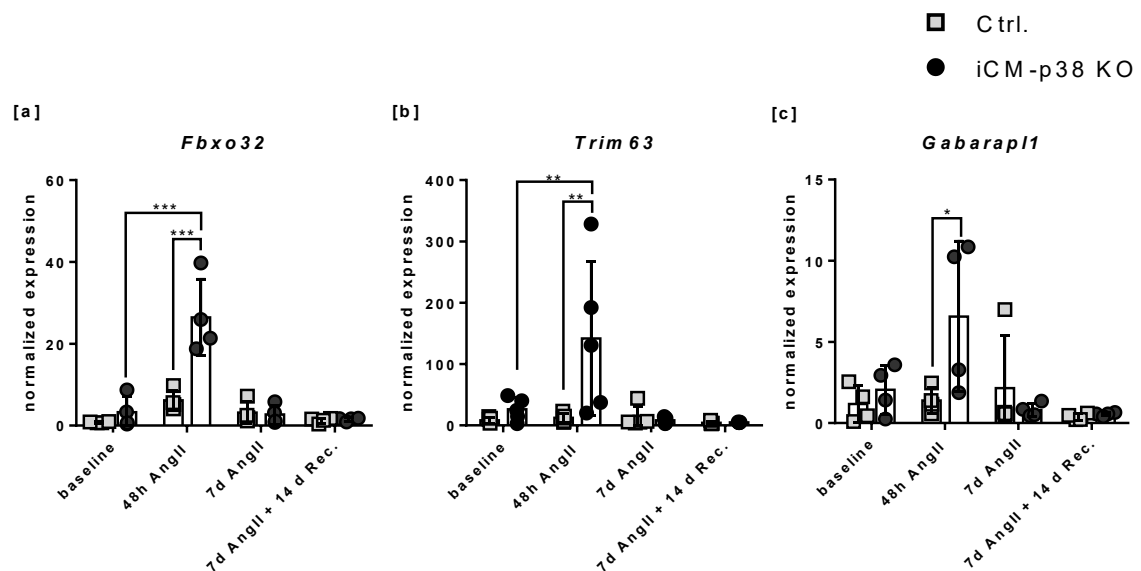 Ctrl.
iCM-p38 KO
[a]
[b]
[c]
Fbxo32
Trim63
Gabarapl1
normalized expression
60
40
20
0
***
***
baseline
48h AngII
7d AngII
7d AngII + 14 d Rec.
normalized expression
400
300
200
100
0
**
**
baseline
48h AngII
7d AngII
7d AngII + 14 d Rec.
normalized expression
15
10
5
0
*
baseline
48h AngII
7d AngII
7d AngII + 14 d Rec.